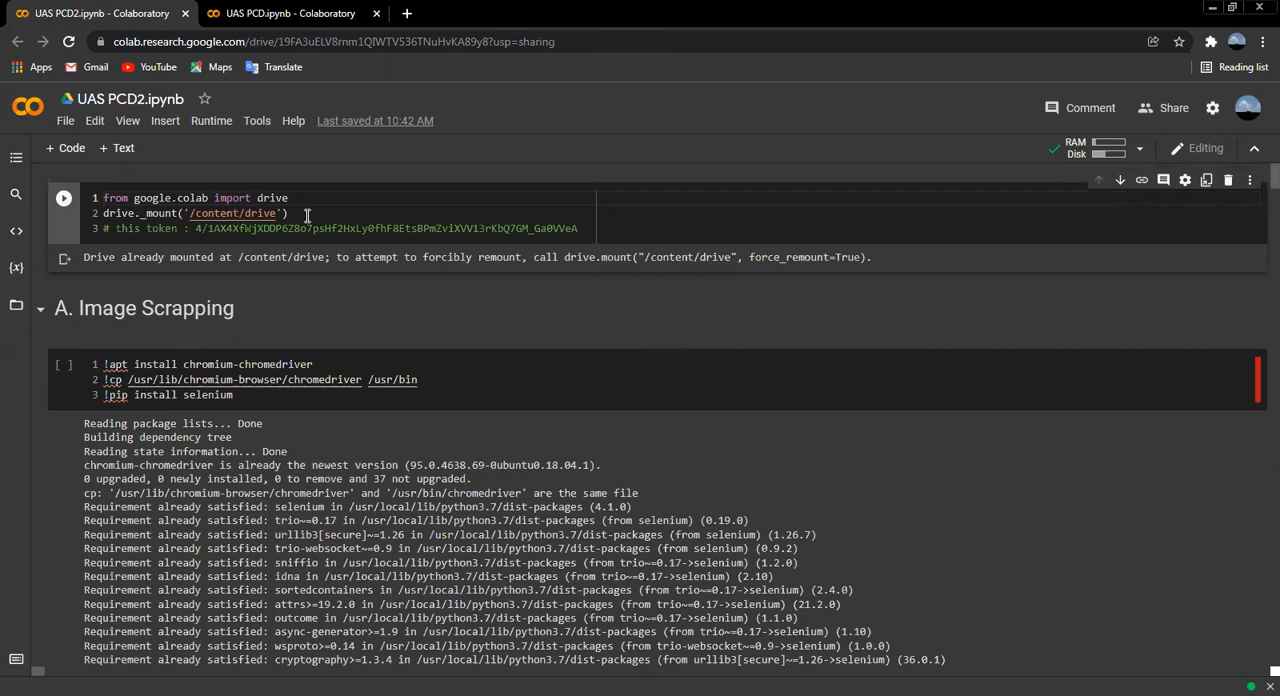 UAS PCD2.ipynb - Colaboratory
UAS PCD.ipynb - Colaboratory
colab.research.google.com/drive/19FA3uELV8rnm1QIWTV536TNuHvKA89y8?usp=sharing
Apps Gmail YouTube Maps Translate Reading list
UAS PCD2.ipynb
Comment Share
File Edit View Insert Runtime Tools Help Last saved at 10:42 AM
+ Code + Text
RAM
Disk
Editing
1 from google.colab import drive
2 drive._mount('/content/drive')
3 # this token : 4/1AX4XfWjXDDP6Z8o7psHf2HxLy0fhF8EtsBPmZviXVV13rKbQ7GM_Ga0VVeA
Drive already mounted at /content/drive; to attempt to forcibly remount, call drive.mount("/content/drive", force_remount=True).
A. Image Scrapping
[ ]
1 !apt install chromium-chromedriver
2 !cp /usr/lib/chromium-browser/chromedriver /usr/bin
3 !pip install selenium
Reading package lists... Done
Building dependency tree
Reading state information... Done
chromium-chromedriver is already the newest version (95.0.4638.69-0ubuntu0.18.04.1).
0 upgraded, 0 newly installed, 0 to remove and 37 not upgraded.
cp: '/usr/lib/chromium-browser/chromedriver' and '/usr/bin/chromedriver' are the same file
Requirement already satisfied: selenium in /usr/local/lib/python3.7/dist-packages (4.1.0)
Requirement already satisfied: trio~=0.17 in /usr/local/lib/python3.7/dist-packages (from selenium) (0.19.0)
Requirement already satisfied: urllib3[secure]~=1.26 in /usr/local/lib/python3.7/dist-packages (from selenium) (1.26.7)
Requirement already satisfied: trio-websocket~=0.9 in /usr/local/lib/python3.7/dist-packages (from selenium) (0.9.2)
Requirement already satisfied: sniffio in /usr/local/lib/python3.7/dist-packages (from trio~=0.17->selenium) (1.2.0)
Requirement already satisfied: idna in /usr/local/lib/python3.7/dist-packages (from trio~=0.17->selenium) (2.10)
Requirement already satisfied: sortedcontainers in /usr/local/lib/python3.7/dist-packages (from trio~=0.17->selenium) (2.4.0)
Requirement already satisfied: attrs>=19.2.0 in /usr/local/lib/python3.7/dist-packages (from trio~=0.17->selenium) (21.2.0)
Requirement already satisfied: outcome in /usr/local/lib/python3.7/dist-packages (from trio~=0.17->selenium) (1.1.0)
Requirement already satisfied: async-generator>=1.9 in /usr/local/lib/python3.7/dist-packages (from trio~=0.17->selenium) (1.10)
Requirement already satisfied: wsproto>=0.14 in /usr/local/lib/python3.7/dist-packages (from trio-websocket~=0.9->selenium) (1.0.0)
Requirement already satisfied: cryptography>=1.3.4 in /usr/local/lib/python3.7/dist-packages (from urllib3[secure]~=1.26->selenium) (36.0.1)